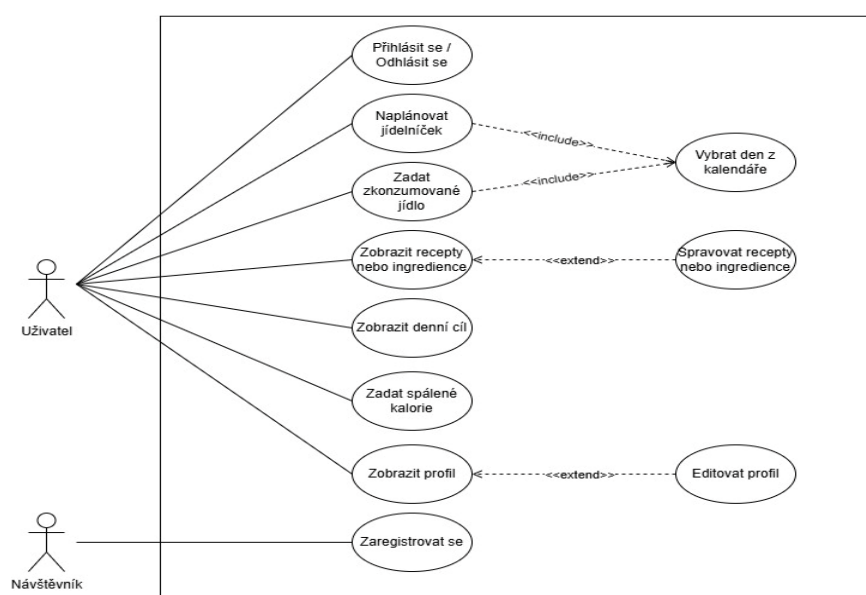 Přihlásit se /
Odhlásit se
Naplánovat
jídelníček
<<include>>
Vybrat den z
kalendáře
Zadat
zkonzumované
jídlo
<<include>>
Zobrazit recepty
nebo ingredience
<<extend>>
Spravovat recepty
nebo ingredience
Uživatel
Zobrazit denní cíl
Zadat spálené
kalorie
Zobrazit profil
<<extend>>
Editovat profil
Zaregistrovat se
Návštěvník